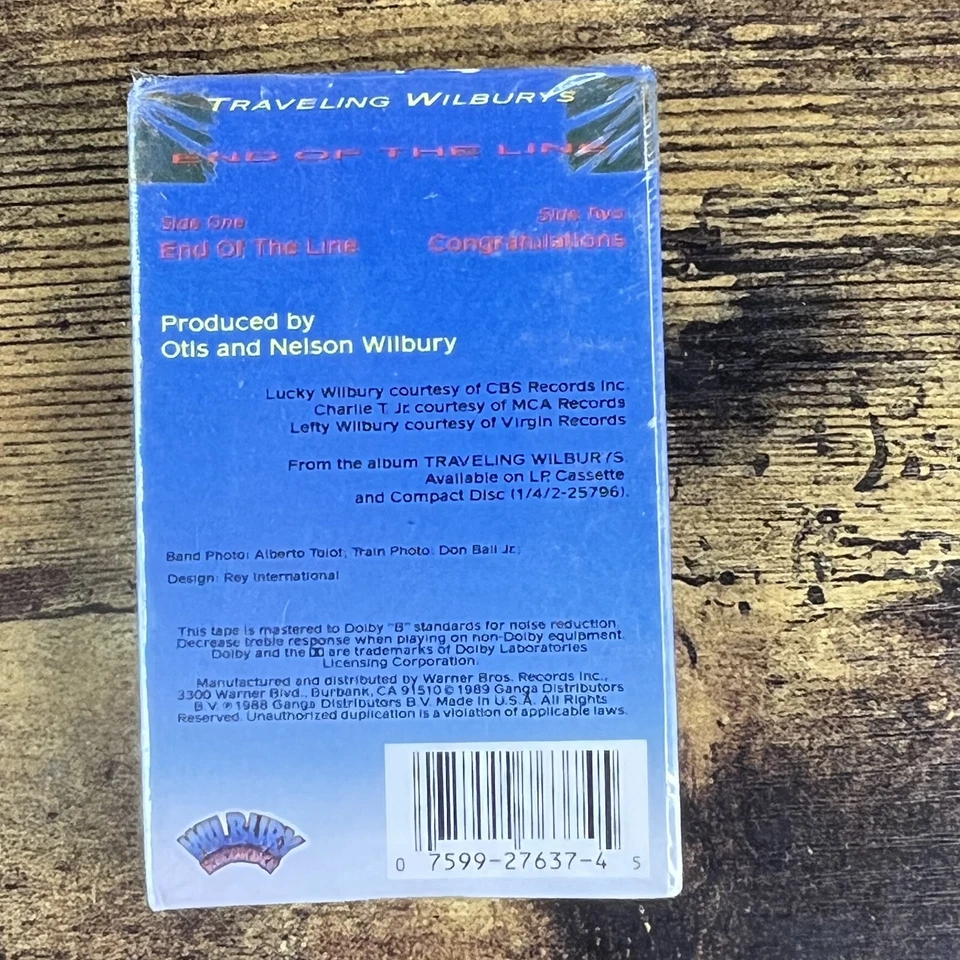 TRAVELING WILBURYS
END OF THE LINE
Side One
End Of The Line
Side Two
Congratulations
Produced by
Otis and Nelson Wilbury
Lucky Wilbury courtesy of CBS Records Inc.
Charlie T. Jr. courtesy of MCA Records
Lefty Wilbury courtesy of Virgin Records
From the album TRAVELING WILBURYS.
Available on LP, Cassette
and Compact Disc (1/4/2-25796).
Band Photo: Alberto Tolot; Train Photo: Don Ball Jr.;
Design: Rey International
This tape is mastered to Dolby "B" standards for noise reduction.
Decrease treble response when playing on non-Dolby equipment.
Dolby and the are trademarks of Dolby Laboratories
Licensing Corporation.
Manufactured and distributed by Warner Bros. Records Inc.,
3300 Warner Blvd., Burbank, CA 91510 © 1989 Ganga Distributors
B.V. ℗ 1988 Ganga Distributors B.V. Made in U.S.A. All Rights
Reserved. Unauthorized duplication is a violation of applicable laws.
WILBURY
0 7599-27637-4 5